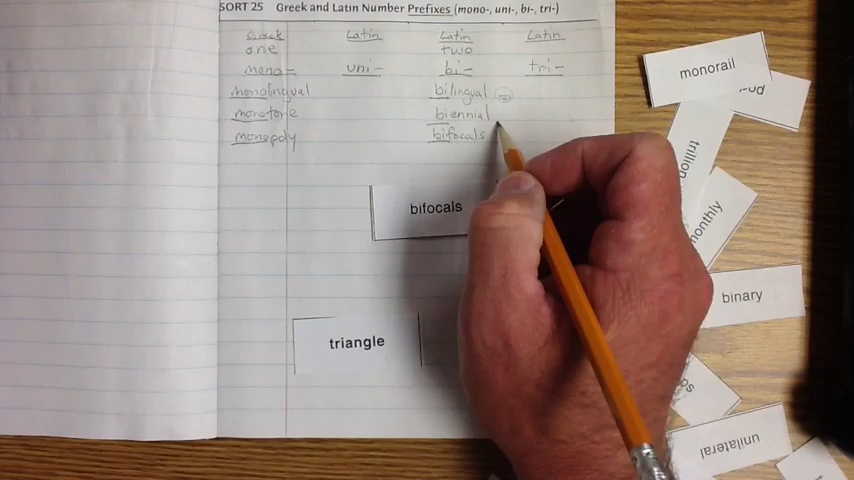 SORT 25 Greek and Latin Number Prefixes (mono-, uni-, bi-, tri-)
Greek Latin Latin Latin
one two
mono- uni- bi- tri-
monolingual bilingual
monotone biennial
monopoly bifocals
monorail
trillion
monthly
bifocals
binary
triangle
unilateral